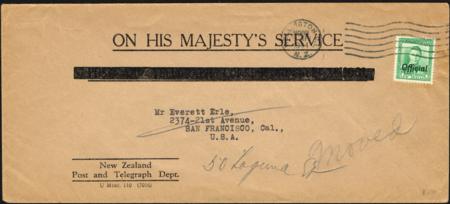 ON HIS MAJESTY'S SERVICE
N.Z.
Official
Mr Everett Erle,
2374-21st Avenue,
SAN FRANCISCO, Cal.,
U.S.A.
50 Laguna
Moved
New Zealand
Post and Telegraph Dept.